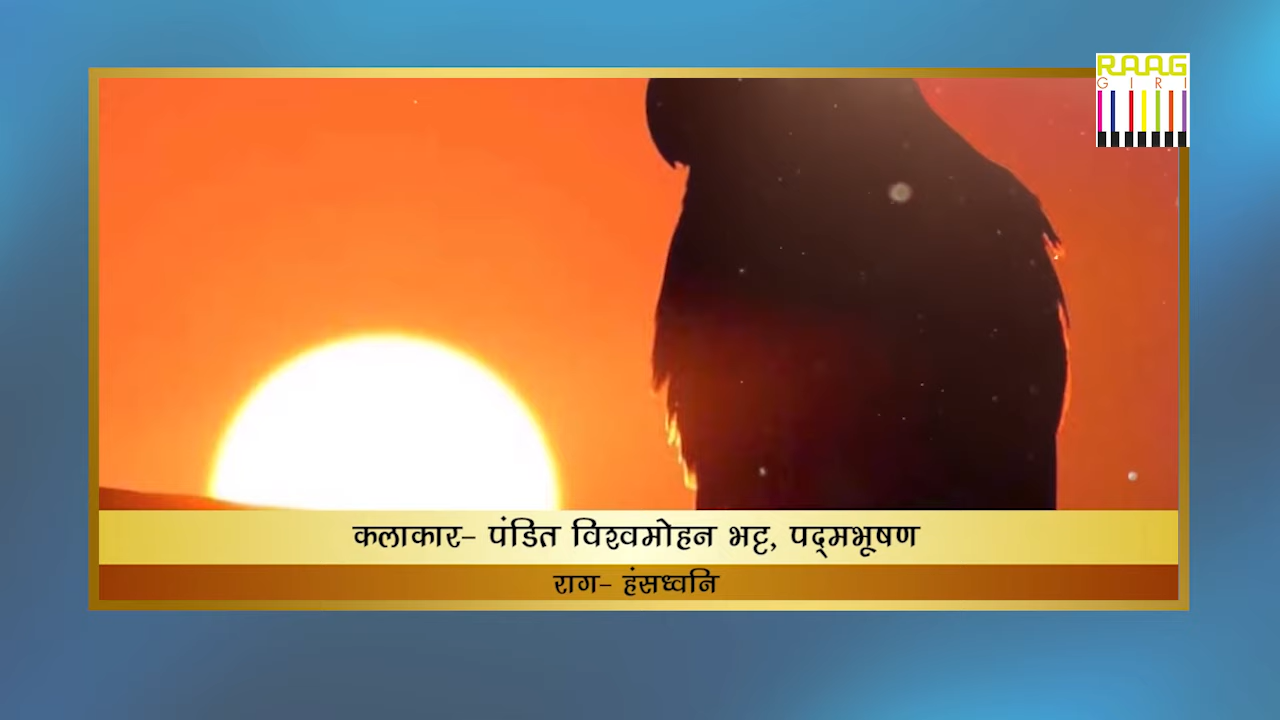 RAAG
GIRI
कलाकार- पंडित विश्वमोहन भट्ट, पद्मभूषण
राग- हंसध्वनि